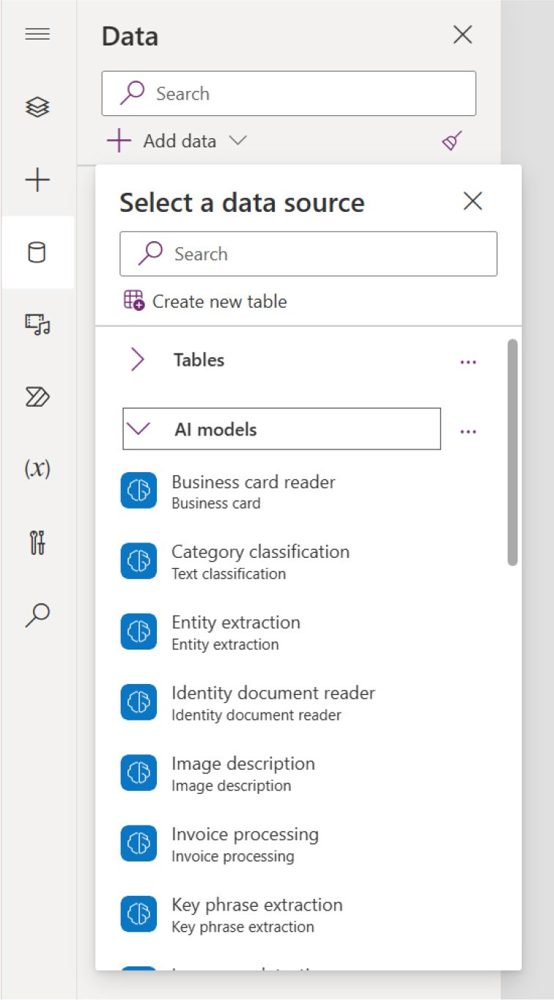 Data
Search
Add data
Select a data source
Search
Create new table
Tables
...
AI models
...
Business card reader
Business card
Category classification
Text classification
Entity extraction
Entity extraction
(x)
Identity document reader
Identity document reader
Image description
Image description
Invoice processing
Invoice processing
Key phrase extraction
Key phrase extraction